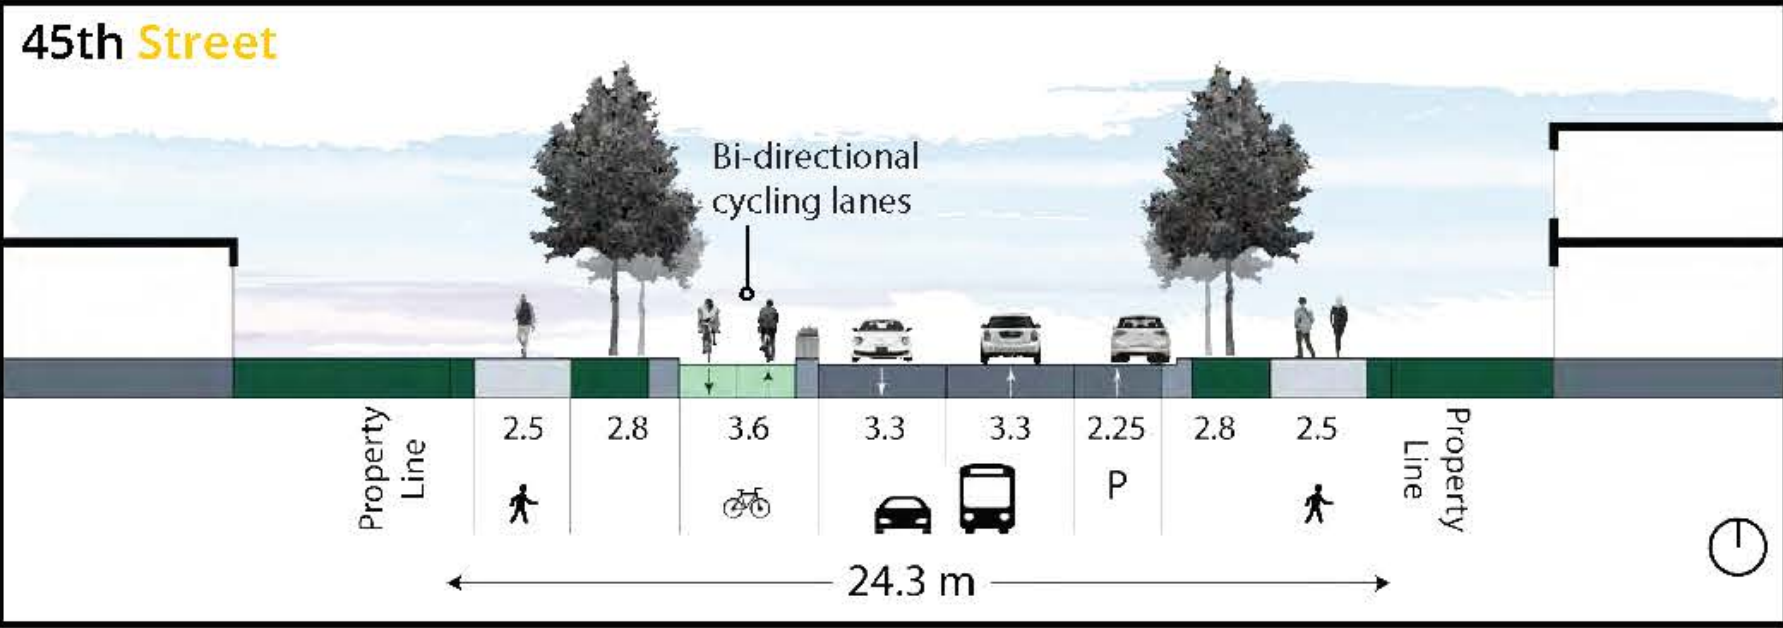 45th Street
Bi-directional
cycling lanes
Property
Line
2.5
2.8
3.6
3.3
3.3
2.25
2.8
2.5
Property
Line
P
24.3 m